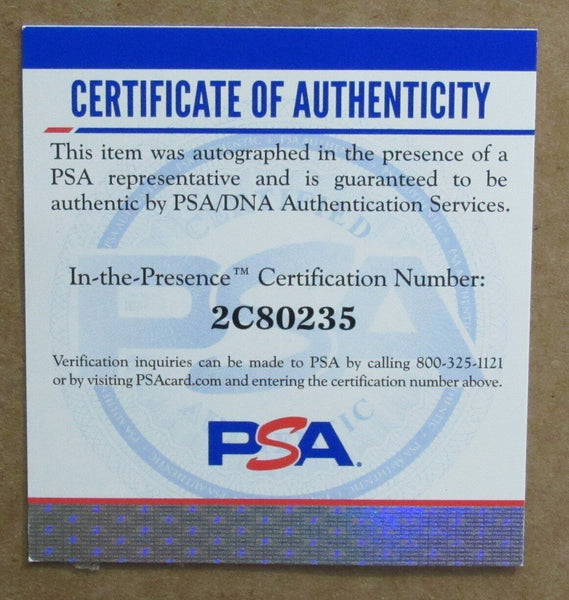 CERTIFICATE OF AUTHENTICITY
This item was autographed in the presence of a
PSA representative and is guaranteed to be
authentic by PSA/DNA Authentication Services.
In-the-Presence™ Certification Number:
2C80235
Verification inquiries can be made to PSA by calling 800-325-1121
or by visiting PSAcard.com and entering the certification number above.
PSA.